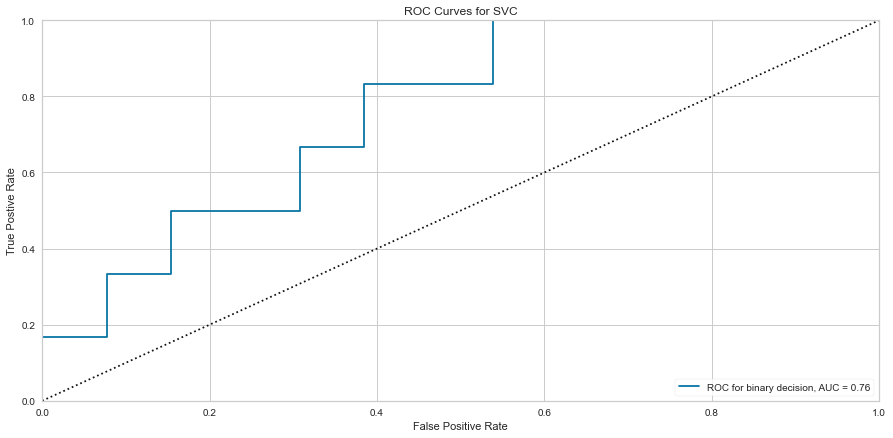 ROC Curves for SVC
1.0
0.8
0.6
0.4
0.2
0.0
True Postive Rate
ROC for binary decision, AUC = 0.76
0.0 0.2 0.4 0.6 0.8 1.0
False Positive Rate